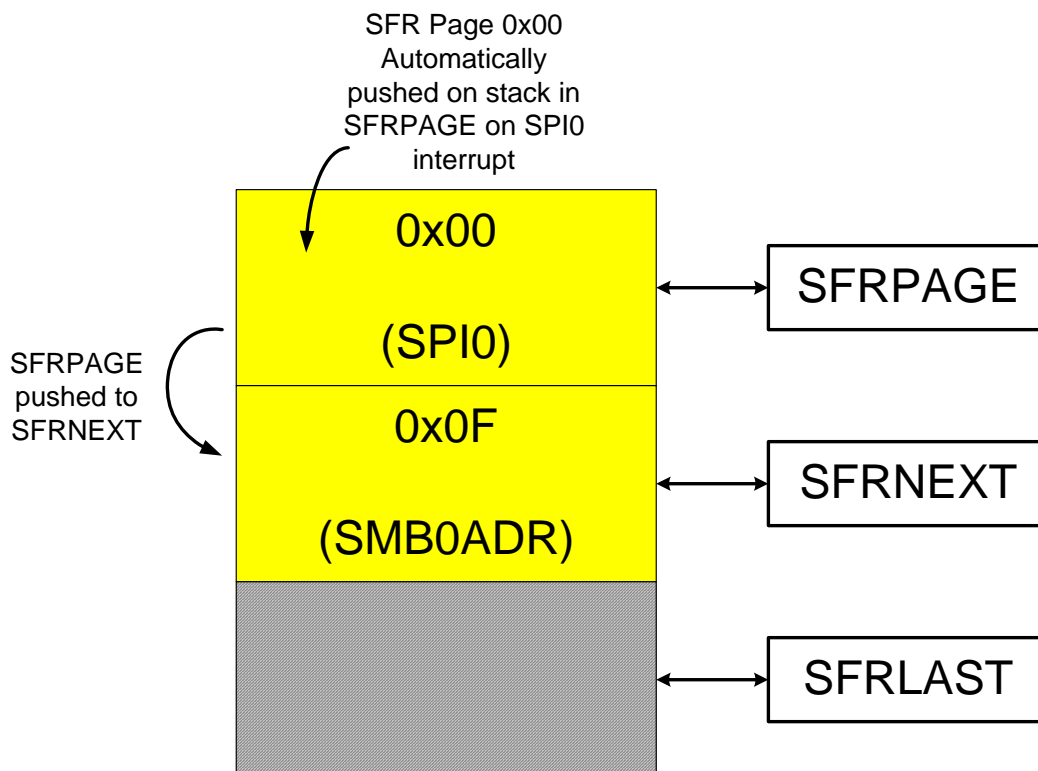 SFR Page 0x00
Automatically
pushed on stack in
SFRPAGE on SPI0
interrupt
0x00
(SPI0)
SFRPAGE
SFRPAGE
pushed to
SFRNEXT
0x0F
(SMB0ADR)
SFRNEXT
SFRLAST